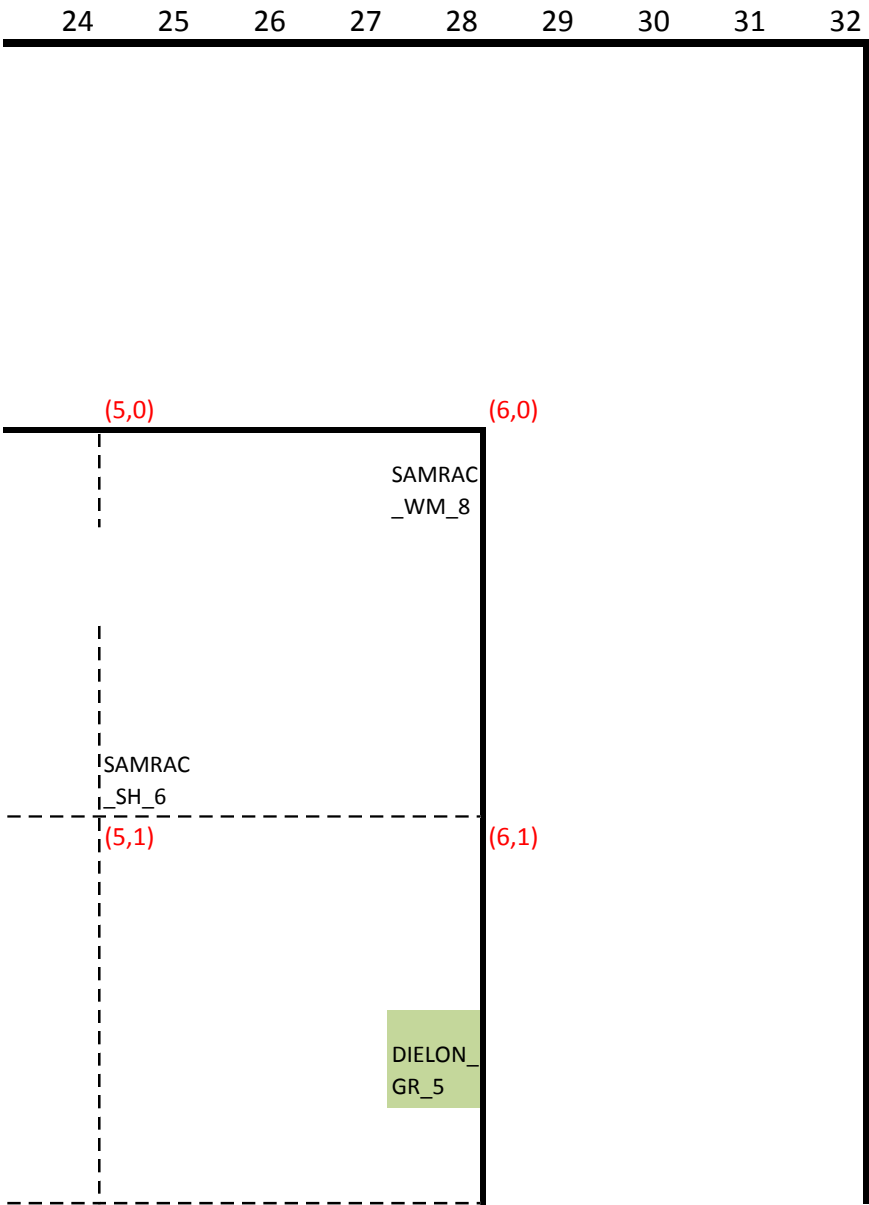 24 25 26 27 28 29 30 31 32
(5,0) (6,0)
SAMRAC
_WM_8
SAMRAC
_SH_6
(5,1) (6,1)
DIELON_
GR_5